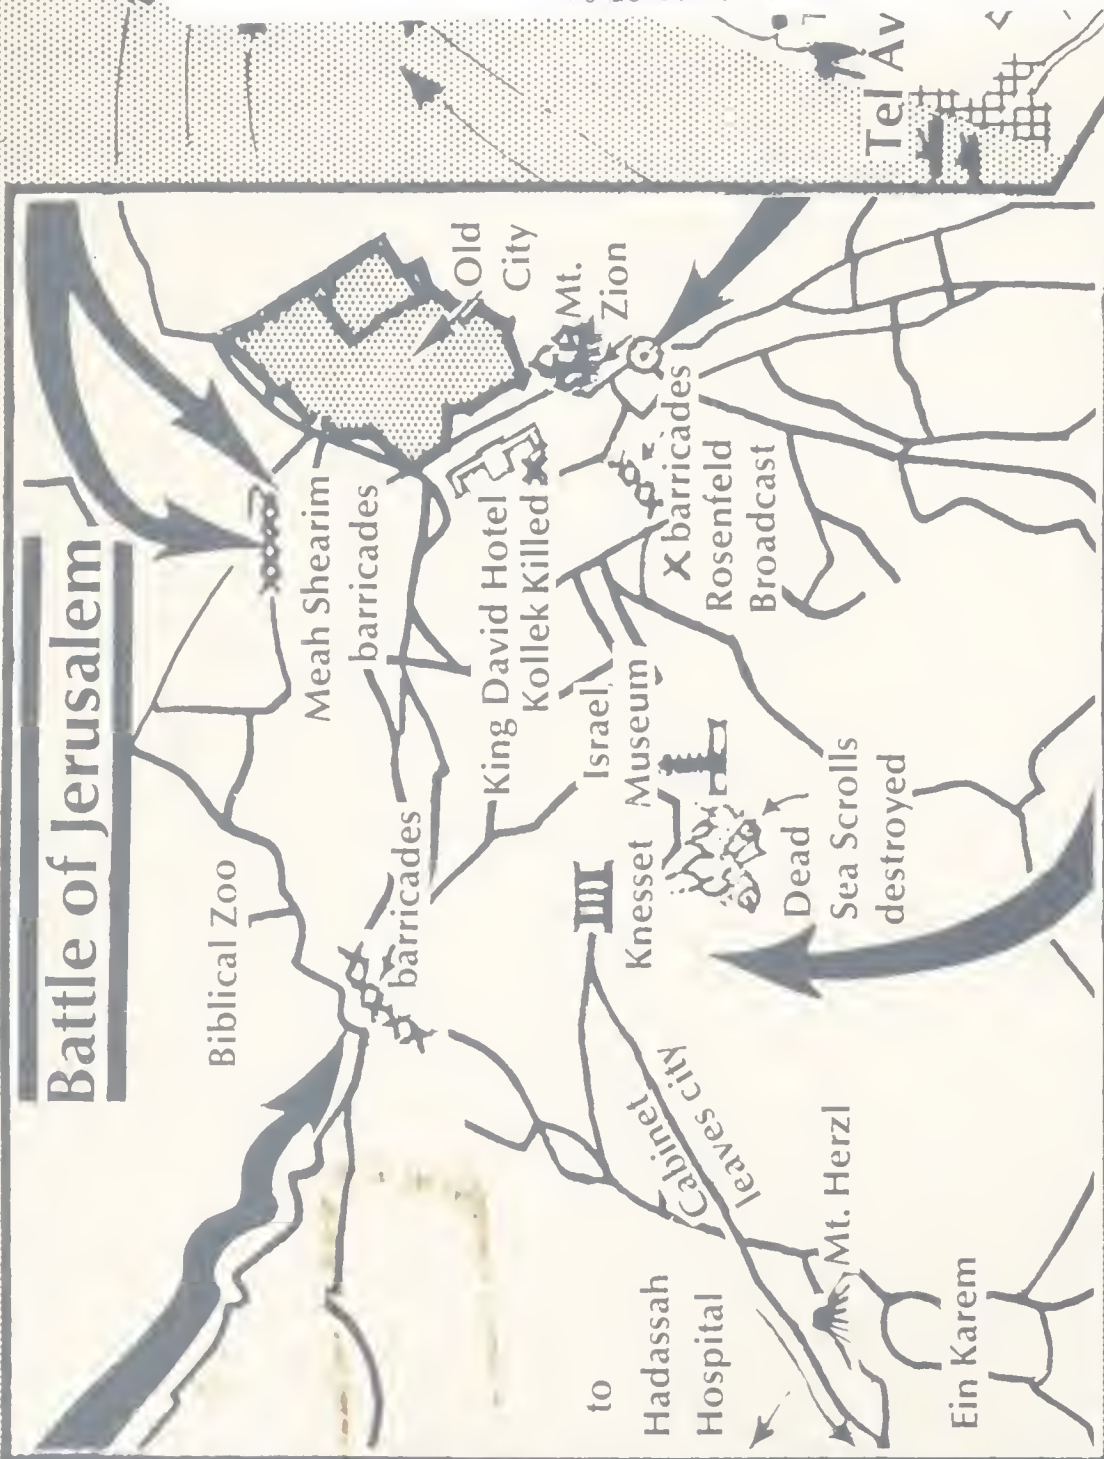 Battle of Jerusalem
Biblical Zoo
Meah Shearim
barricades
barricades
Old
City
Mt.
Zion
King David Hotel
Kollek Killed
barricades
Rosenfeld
Broadcast
Israel
Museum
Knesset
Dead
Sea Scrolls
destroyed
Cabinet
leaves city
to
Hadassah
Hospital
Mt. Herzl
Ein Karem
Tel Av